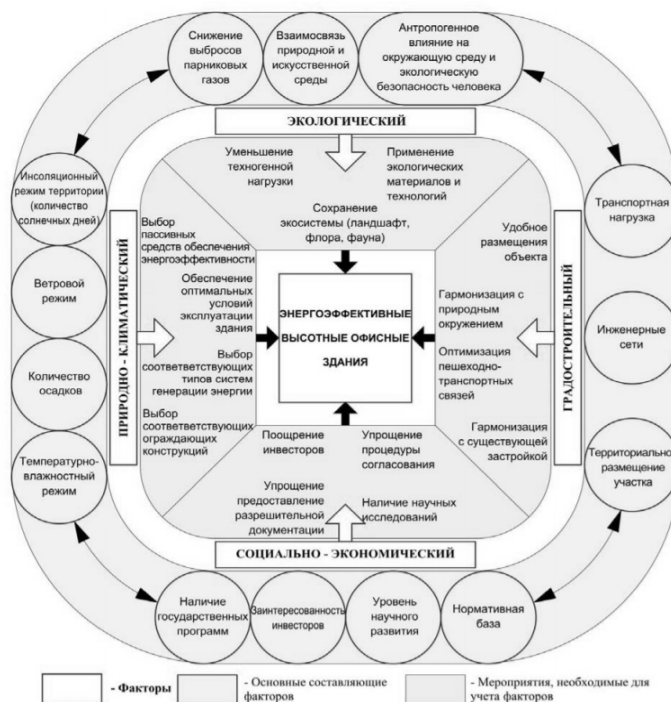 Снижение
выбросов
парниковых
газов
Взаимосвязь
природной и
искусственной
среды
Антропогенное
влияние на
окружающую среду и
экологическую
безопасность человека
ЭКОЛОГИЧЕСКИЙ
Уменьшение
техногенной
нагрузки
Применение
экологических
материалов и
технологий
Сохранение
экосистемы (ландшафт,
флора, фауна)
Инсоляционный
режим территории
(количество
солнечных дней)
Ветровой
режим
Количество
осадков
Температурно-
влажностный
режим
ПРИРОДНО - КЛИМАТИЧЕСКИЙ
Выбор
пассивных
средств обеспечения
энергоэффективности
Обеспечение
оптимальных
условий
эксплуатации
здания
Выбор
соответветствующих
типов систем
генерации энергии
Выбор
соответветствующих
ограждающих
конструкций
ЭНЕРГОЭФФЕКТИВНЫЕ
ВЫСОТНЫЕ ОФИСНЫЕ
ЗДАНИЯ
Удобное
размещения
объекта
Гармонизация с
природным
окружением
Оптимизация
пешеходно-
транспортных
связей
Гармонизация
с существующей
застройкой
ГРАДОСТРОИТЕЛЬНЫЙ
Транспортная
нагрузка
Инженерные
сети
Территориальное
размещение
участка
Поощрение
инвесторов
Упрощение
процедуры
согласования
Упрощение
предоставление
разрешительной
документации
Наличие научных
исследований
СОЦИАЛЬНО - ЭКОНОМИЧЕСКИЙ
Наличие
государственных
программ
Заинтересованность
инвесторов
Уровень
научного
развития
Нормативная
база
- Факторы
- Основные составляющие
факторов
- Мероприятия, необходимые для
учета факторов